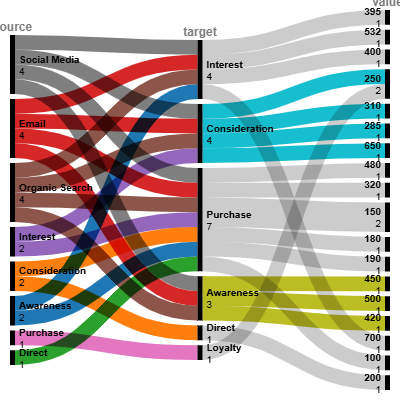 ource
target
value
Social Media
4
Email
4
Organic Search
4
Interest
2
Consideration
2
Awareness
2
Purchase
1
Direct
1
Interest
4
Consideration
4
Purchase
7
Awareness
3
Direct
1
Loyalty
1
395
1
532
1
400
1
250
2
310
1
285
1
650
1
480
1
320
1
150
2
180
1
190
1
450
1
500
1
420
1
700
1
100
1
200
1